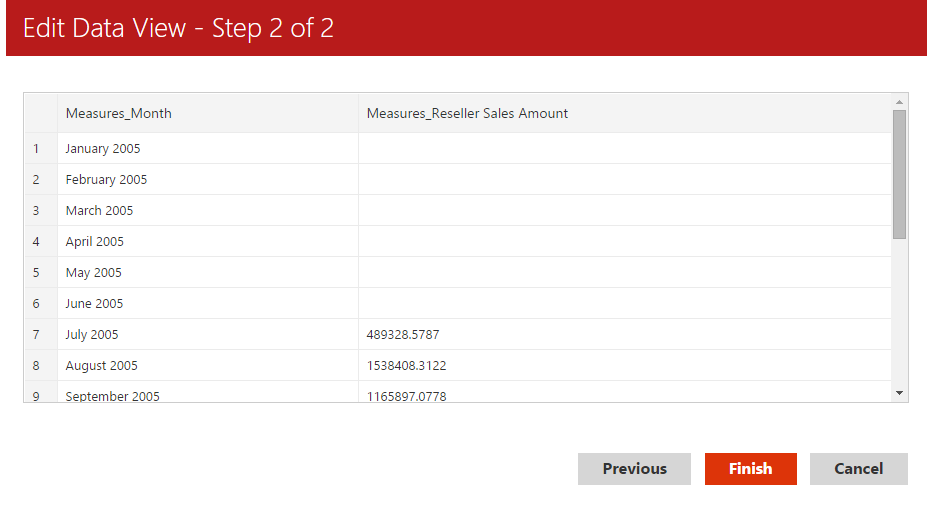 Edit Data View - Step 2 of 2
Measures_Month Measures_Reseller Sales Amount
1 January 2005
2 February 2005
3 March 2005
4 April 2005
5 May 2005
6 June 2005
7 July 2005 489328.5787
8 August 2005 1538408.3122
9 September 2005 1165897.0778
Previous Finish Cancel